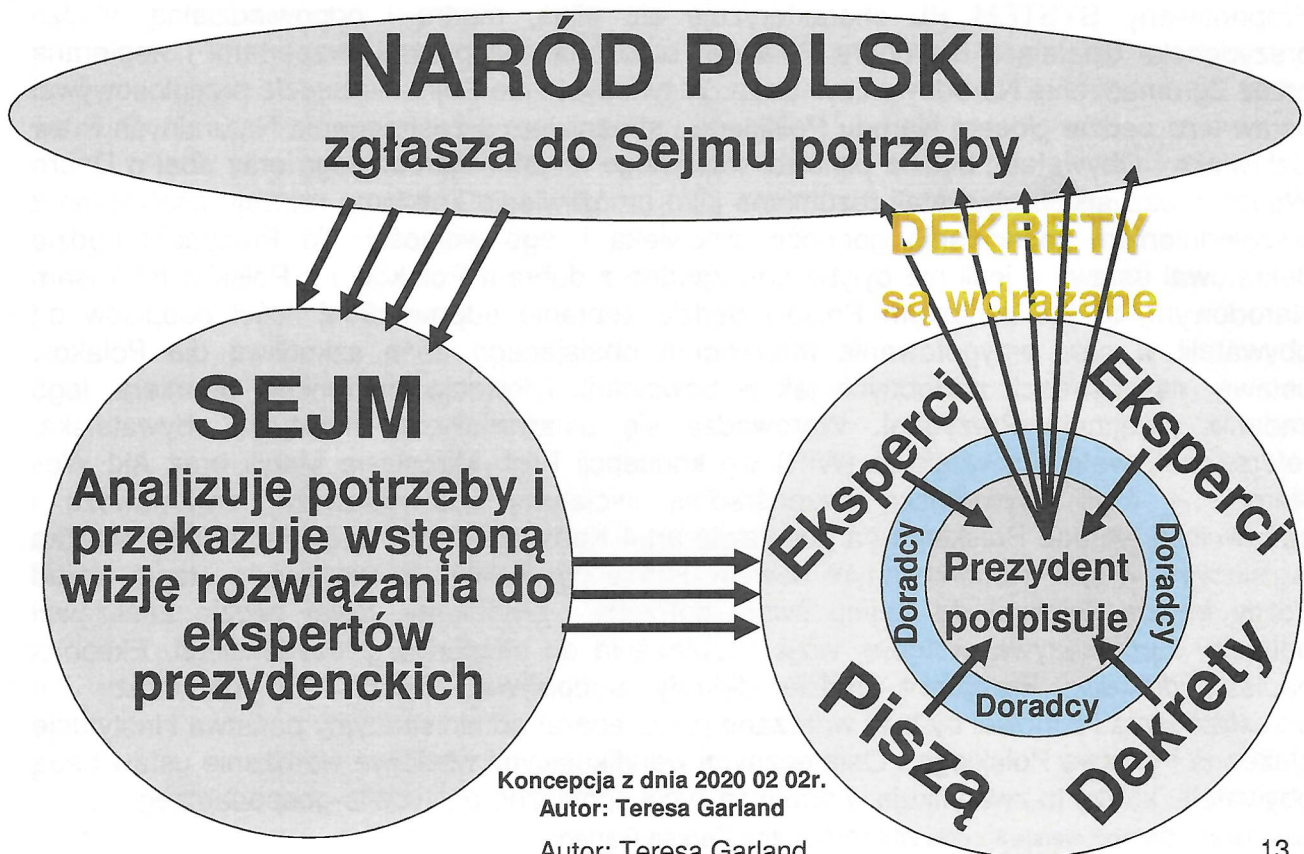 NARÓD POLSKI
zgłasza do Sejmu potrzeby
DEKRETY
są wdrażane
SEJM
Analizuje potrzeby i
przekazuje wstępną
wizję rozwiązania do
ekspertów
prezydenckich
Eksperci
Eksperci
Doradcy
Doradcy
Prezydent
podpisuje
Doradcy
Piszą
Dekrety
Koncepcja z dnia 2020 02 02r.
Autor: Teresa Garland
Autor: Teresa Garland
13